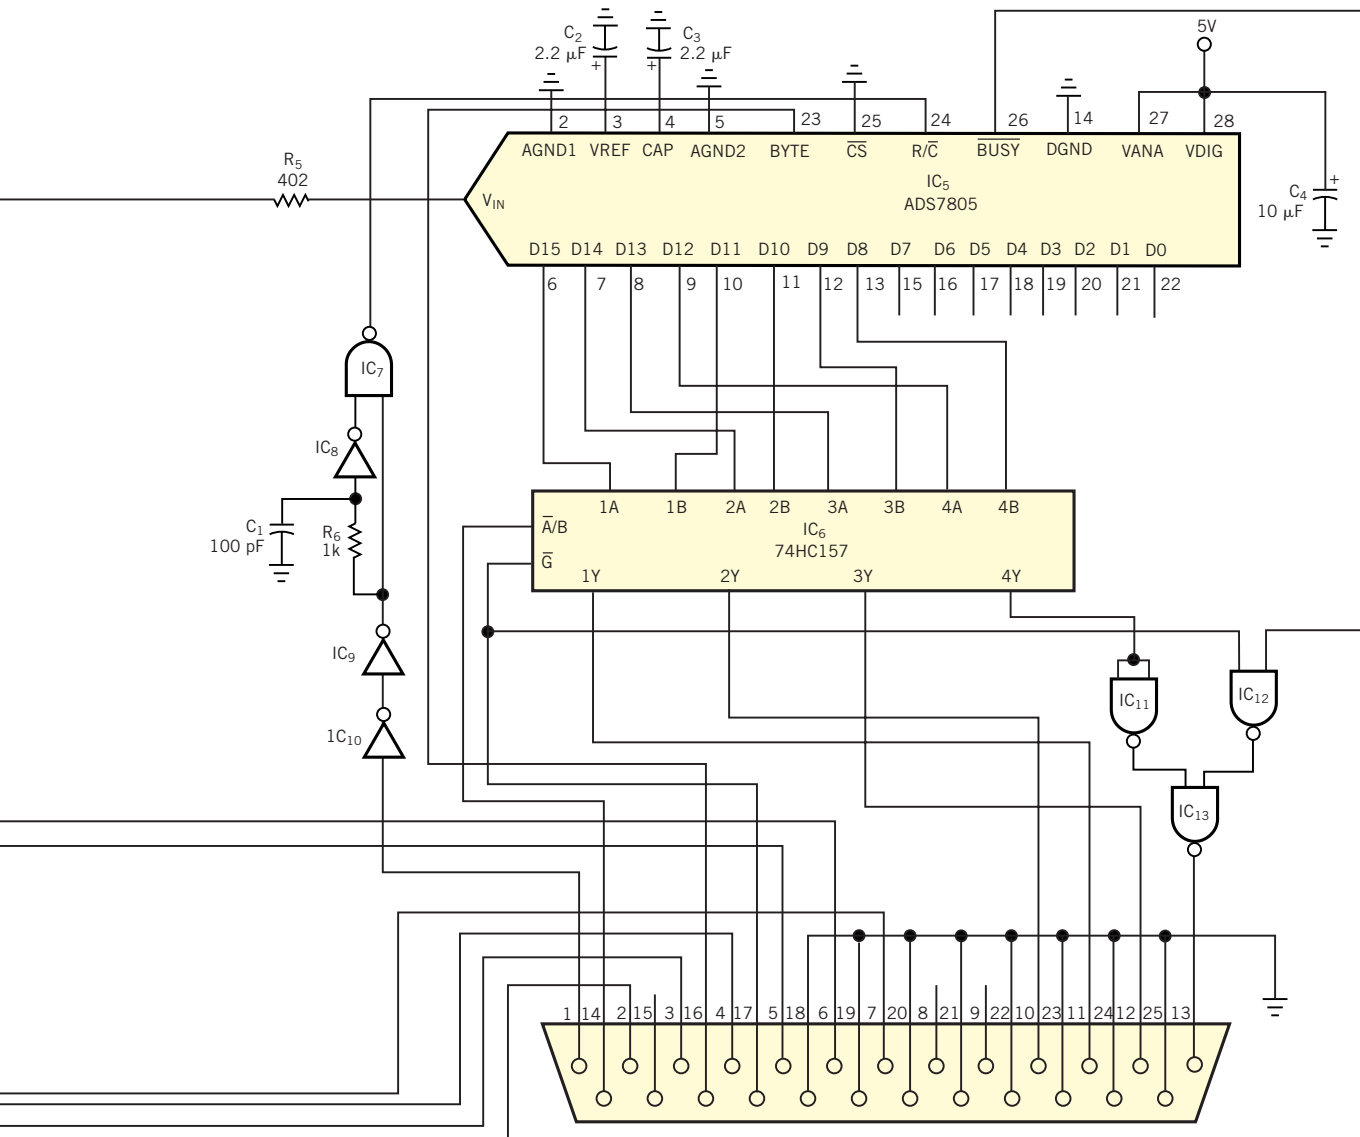 5V
C2
2.2 μF
+
C3
2.2 μF
+
2 3 4 5 23 25 24 26 14 27 28
AGND1 VREF CAP AGND2 BYTE C̅S̅ R/C̅ B̅U̅S̅Y̅ DGND VANA VDIG
R5
402
VIN
IC5
ADS7805
C4
10 μF
+
D15 D14 D13 D12 D11 D10 D9 D8 D7 D6 D5 D4 D3 D2 D1 D0
6 7 8 9 10 11 12 13 15 16 17 18 19 20 21 22
IC7
IC8
C1
100 pF
R6
1k
1A 1B 2A 2B 3A 3B 4A 4B
A̅/B
IC6
74HC157
G̅
1Y 2Y 3Y 4Y
IC9
1C10
IC11
IC12
IC13
1 14 2 15 3 16 4 17 5 18 6 19 7 20 8 21 9 22 10 23 11 24 12 25 13